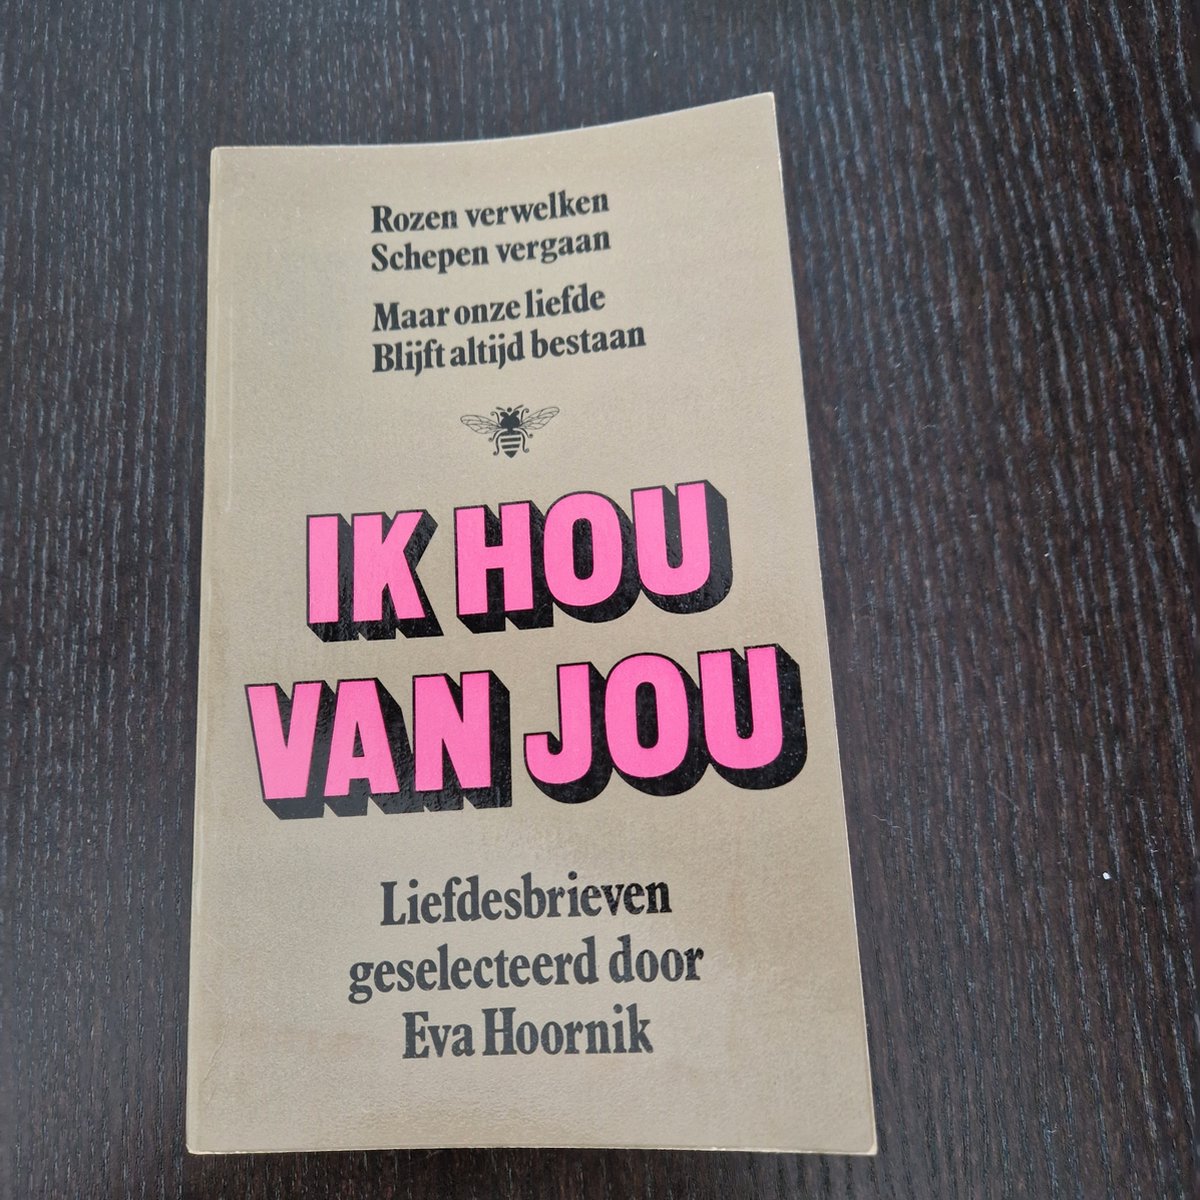 Rozen verwelken
Schepen vergaan
Maar onze liefde
Blijft altijd bestaan
IK HOU
VAN JOU
Liefdesbrieven
geselecteerd door
Eva Hoornik